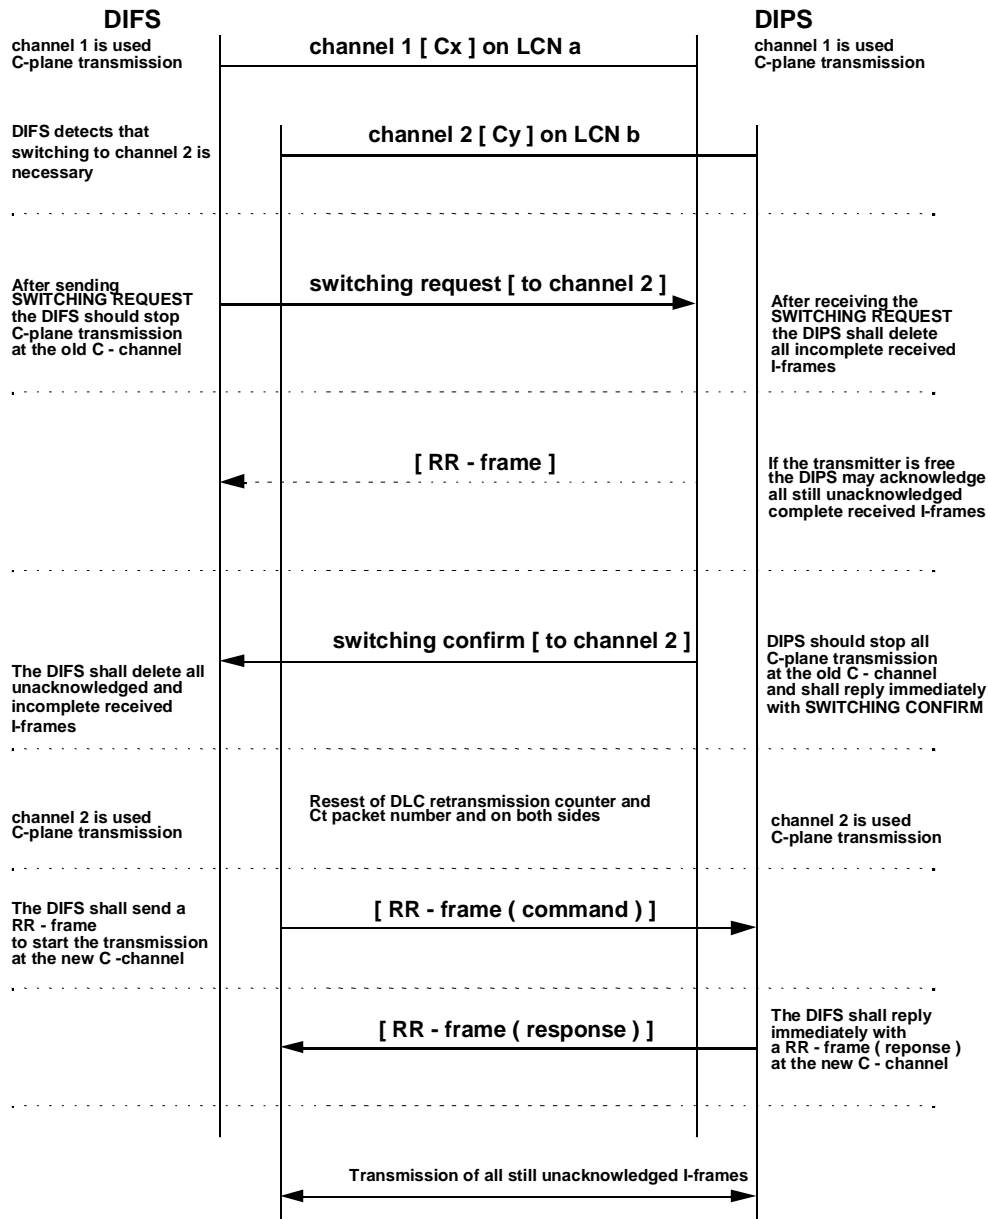 DIFS
DIPS
channel 1 is used
C-plane transmission
channel 1 [ Cx ] on LCN a
channel 1 is used
C-plane transmission
DIFS detects that
switching to channel 2 is
necessary
channel 2 [ Cy ] on LCN b
After sending
SWITCHING REQUEST
the DIFS should stop
C-plane transmission
at the old C - channel
switching request [ to channel 2 ]
After receiving the
SWITCHING REQUEST
the DIPS shall delete
all incomplete received
I-frames
[ RR - frame ]
If the transmitter is free
the DIPS may acknowledge
all still unacknowledged
complete received I-frames
switching confirm [ to channel 2 ]
DIPS should stop all
C-plane transmission
at the old C - channel
and shall reply immediately
with SWITCHING CONFIRM
The DIFS shall delete all
unacknowledged and
incomplete received
I-frames
channel 2 is used
C-plane transmission
Resest of DLC retransmission counter and
Ct packet number and on both sides
channel 2 is used
C-plane transmission
The DIFS shall send a
RR - frame
to start the transmission
at the new C -channel
[ RR - frame ( command ) ]
[ RR - frame ( response ) ]
The DIFS shall reply
immediately with
a RR - frame ( reponse )
at the new C - channel
Transmission of all still unacknowledged I-frames